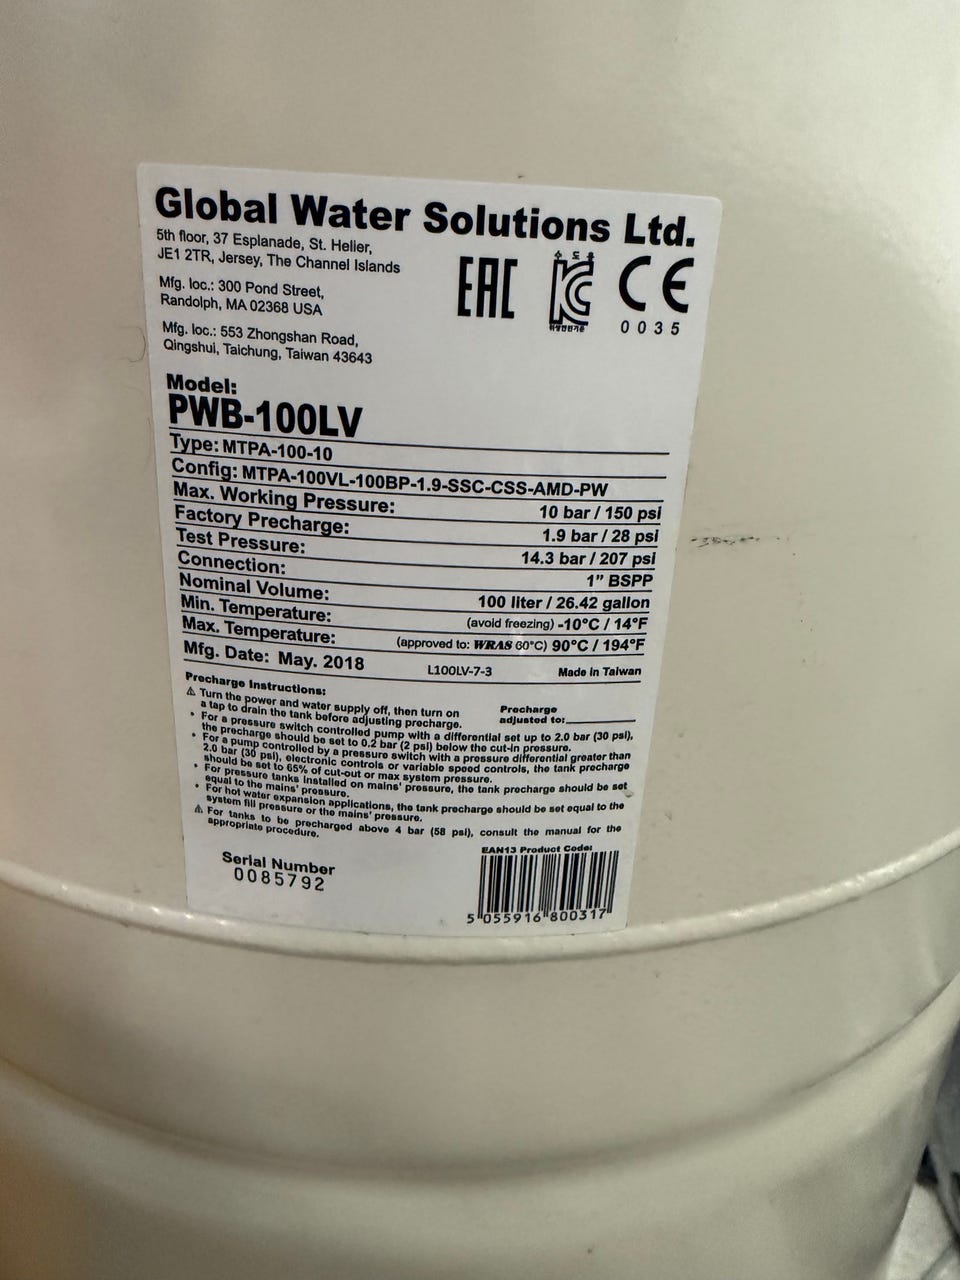 Global Water Solutions Ltd.
5th floor, 37 Esplanade, St. Helier,
JE1 2TR, Jersey, The Channel Islands
Mfg. loc.: 300 Pond Street,
Randolph, MA 02368 USA
Mfg. loc.: 553 Zhongshan Road,
Qingshui, Taichung, Taiwan 43643
EAC
수도용
KC
위생안전기준
CE
0035
Model:
PWB-100LV
Type: MTPA-100-10
Config: MTPA-100VL-100BP-1.9-SSC-CSS-AMD-PW
Max. Working Pressure: 10 bar / 150 psi
Factory Precharge: 1.9 bar / 28 psi
Test Pressure: 14.3 bar / 207 psi
Connection: 1" BSPP
Nominal Volume: 100 liter / 26.42 gallon
Min. Temperature: (avoid freezing) -10°C / 14°F
Max. Temperature: (approved to: WRAS 60°C) 90°C / 194°F
Mfg. Date: May. 2018 L100LV-7-3 Made in Taiwan
Precharge Instructions:
⚠ Turn the power and water supply off, then turn on
a tap to drain the tank before adjusting precharge.
Precharge
adjusted to:
• For a pressure switch controlled pump with a differential set up to 2.0 bar (30 psi),
the precharge should be set to 0.2 bar (2 psi) below the cut-in pressure.
• For a pump controlled by a pressure switch with a pressure differential greater than
2.0 bar (30 psi), electronic controls or variable speed controls, the tank precharge
should be set to 65% of cut-out or max system pressure.
• For pressure tanks installed on mains' pressure, the tank precharge should be set
equal to the mains' pressure.
• For hot water expansion applications, the tank precharge should be set equal to the
system fill pressure or the mains' pressure.
⚠ For tanks to be precharged above 4 bar (58 psi), consult the manual for the
appropriate procedure.
Serial Number
0085792
EAN13 Product Code:
5 055916 800317